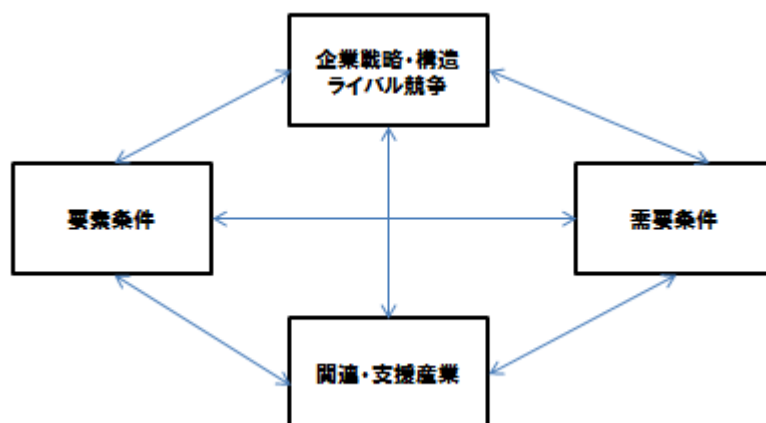 企業戦略・構造
ライバル競争
要素条件
需要条件
関連・支援産業